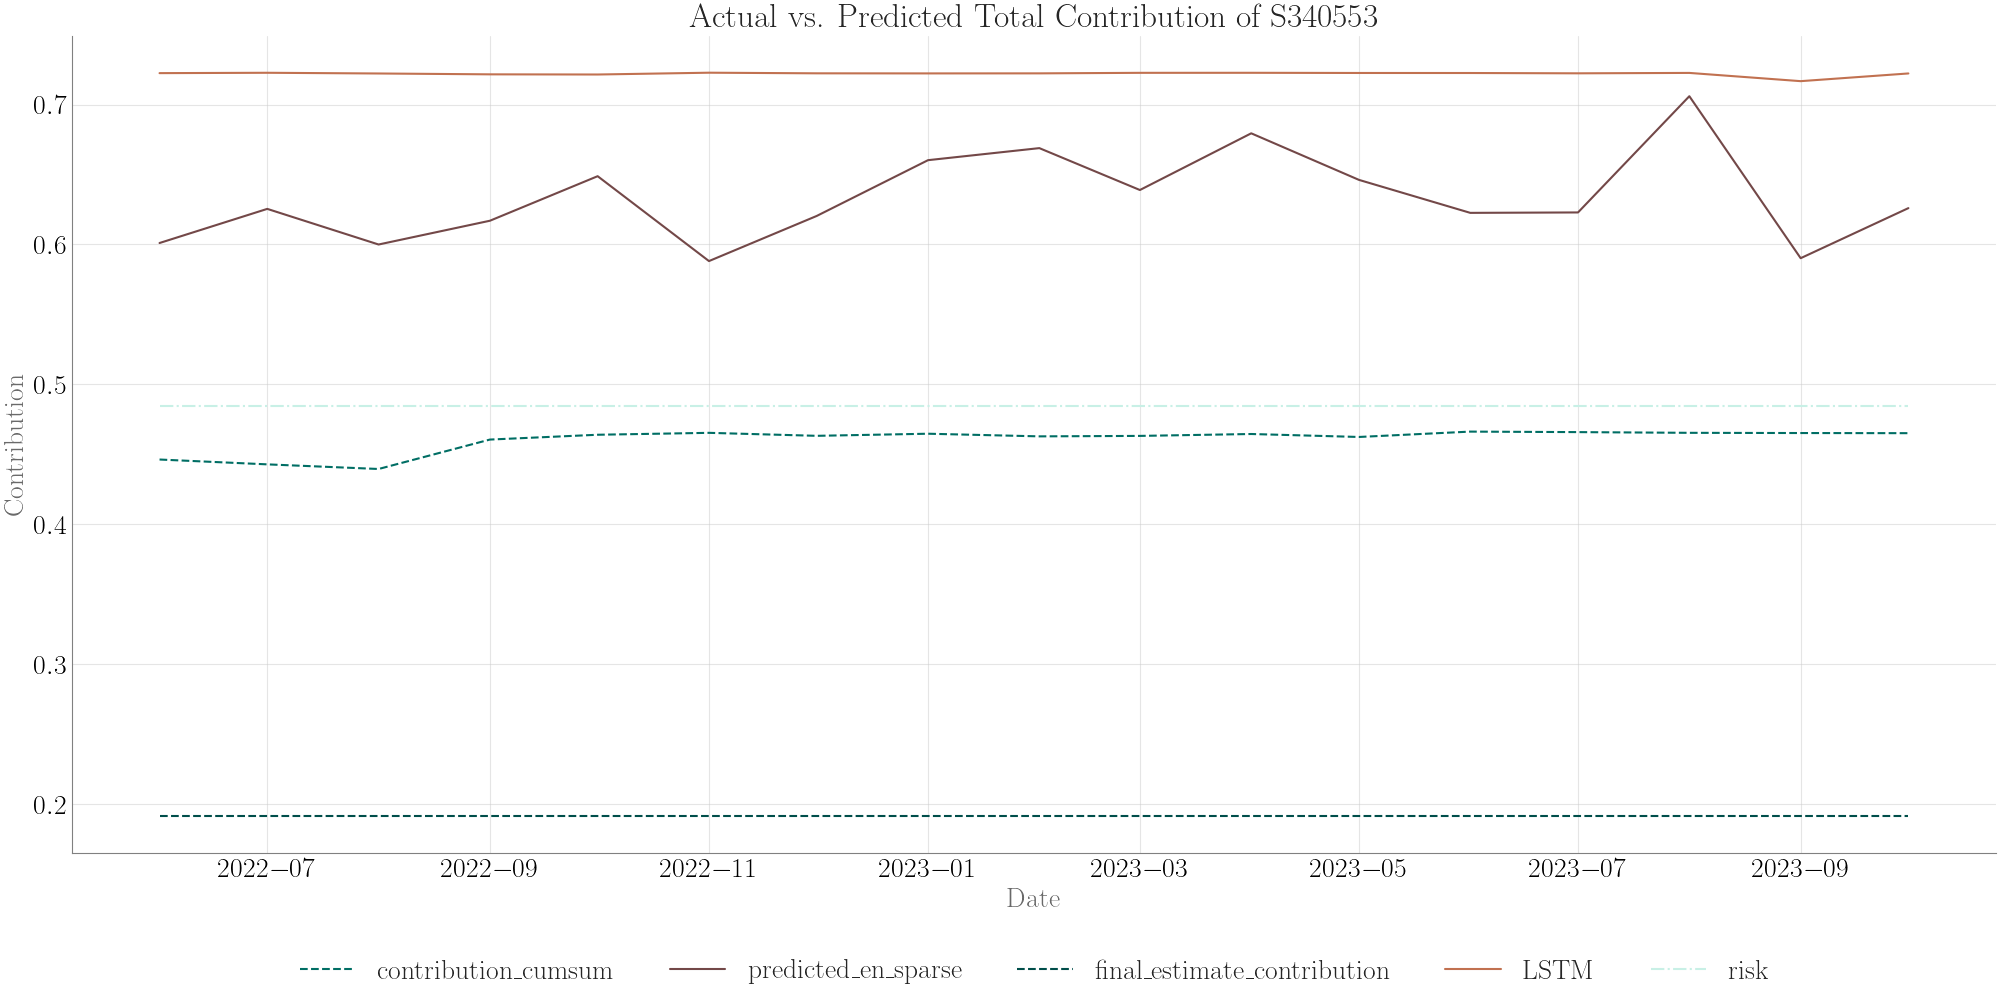 Actual vs. Predicted Total Contribution of S340553
Contribution
0.7
0.6
0.5
0.4
0.3
0.2
2022–07 2022–09 2022–11 2023–01 2023–03 2023–05 2023–07 2023–09
Date
contribution_cumsum predicted_en_sparse final_estimate_contribution LSTM risk